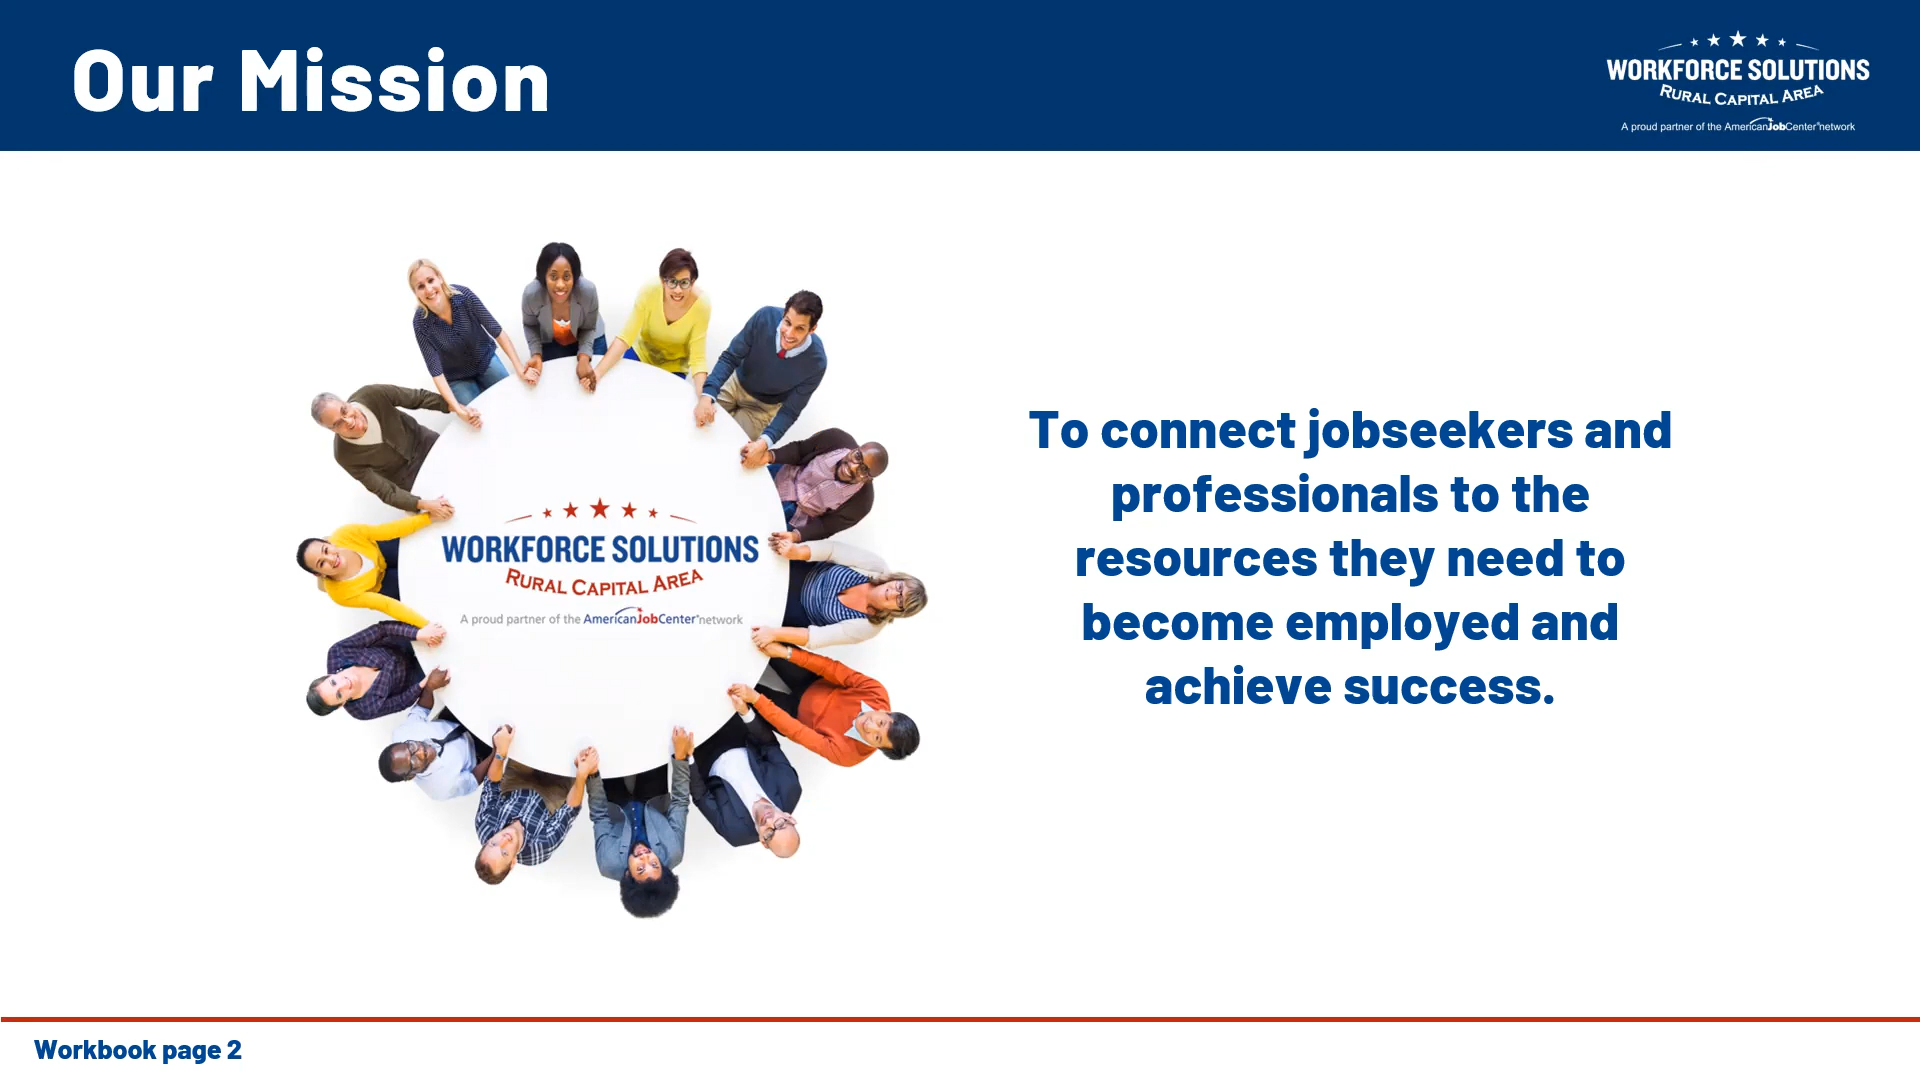 Our Mission
WORKFORCE SOLUTIONS
RURAL CAPITAL AREA
A proud partner of the AmericanJobCenter® network
WORKFORCE SOLUTIONS
RURAL CAPITAL AREA
A proud partner of the AmericanJobCenter® network
To connect jobseekers and
professionals to the
resources they need to
become employed and
achieve success.
Workbook page 2